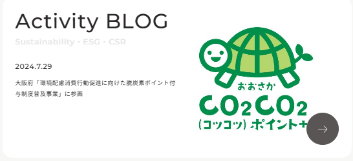 Activity BLOG
Sustainability・ESG・CSR
2024.7.29
大阪府「環境配慮消費行動促進に向けた脱炭素ポイント付
与制度普及事業」に参画
おおさか
CO2CO2
(コツコツ)ポイント+